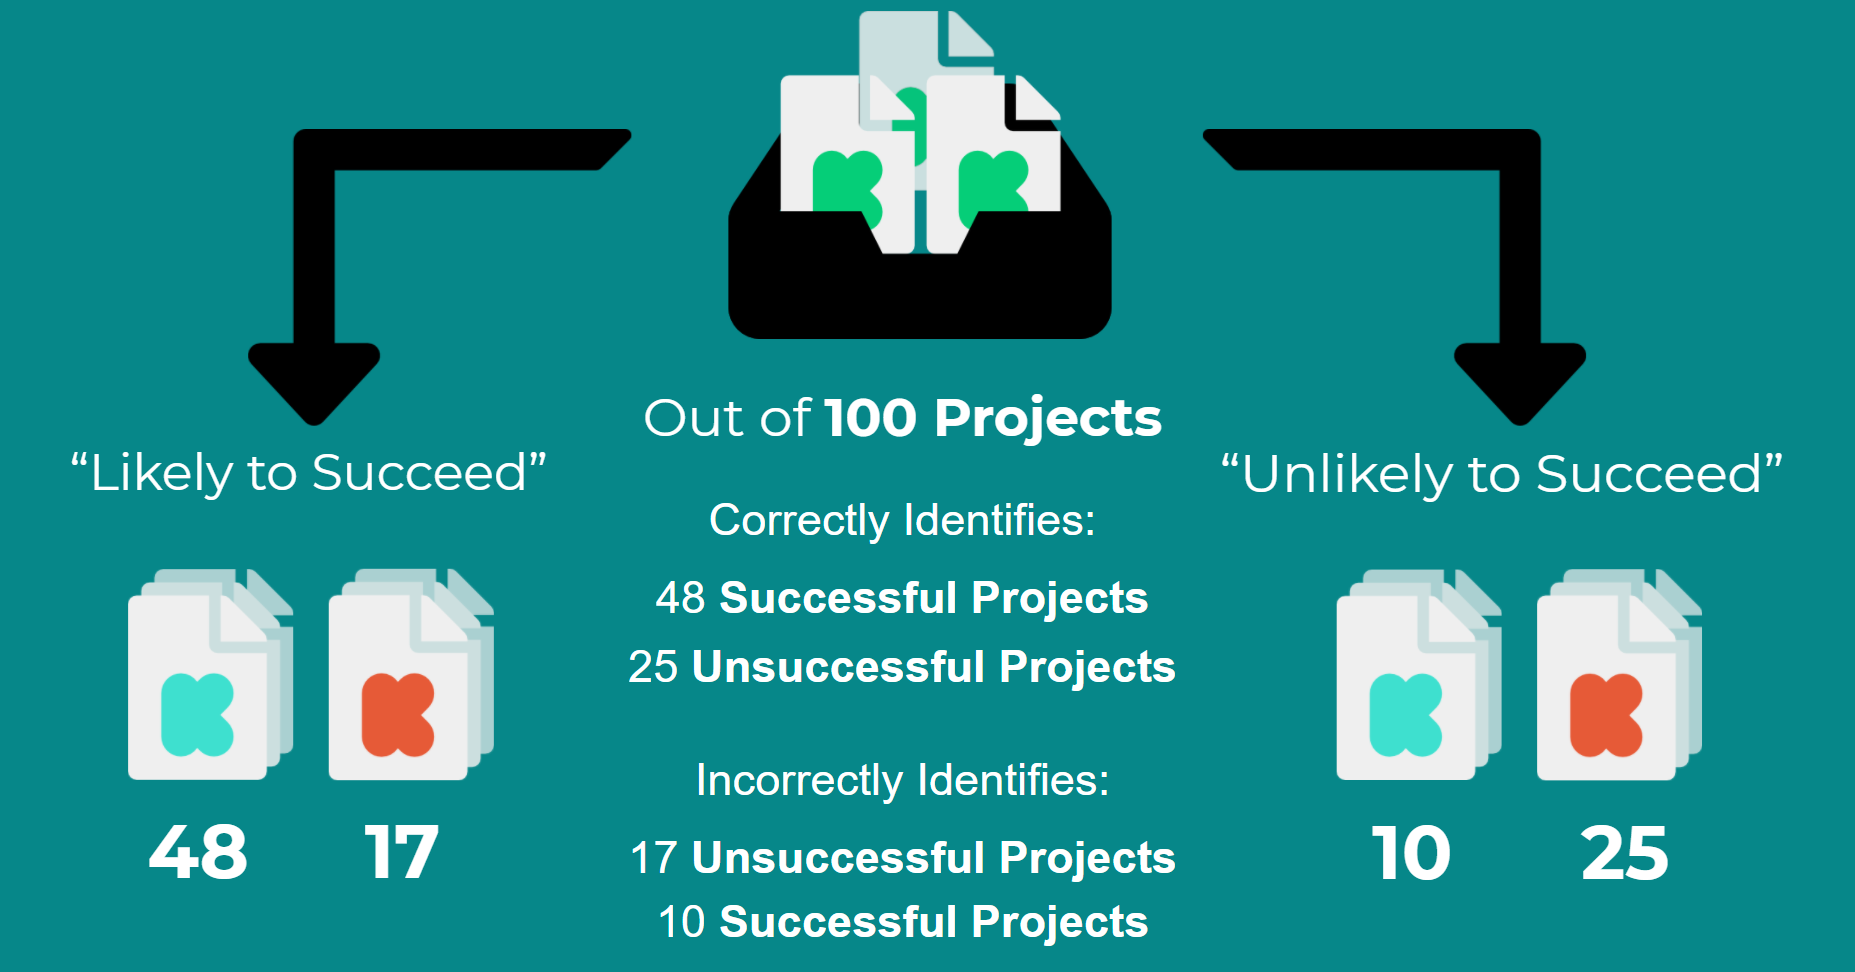 Out of 100 Projects
“Likely to Succeed”
“Unlikely to Succeed”
Correctly Identifies:
48 Successful Projects
25 Unsuccessful Projects
Incorrectly Identifies:
17 Unsuccessful Projects
10 Successful Projects
48 17
10 25